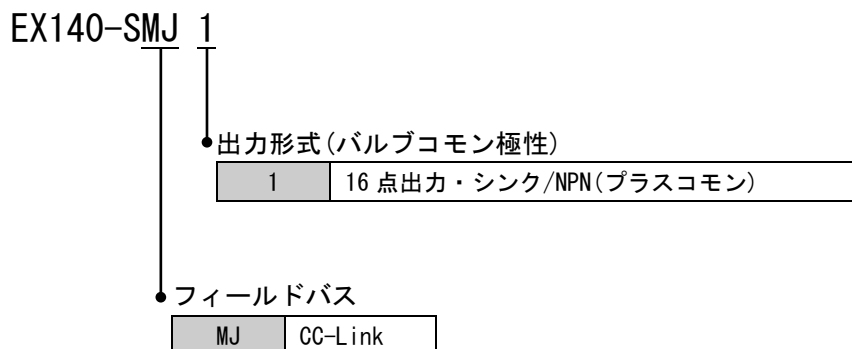 EX140-SMJ 1
出力形式(バルブコモン極性)
1 16点出力・シンク/NPN(プラスコモン)
フィールドバス
MJ CC-Link